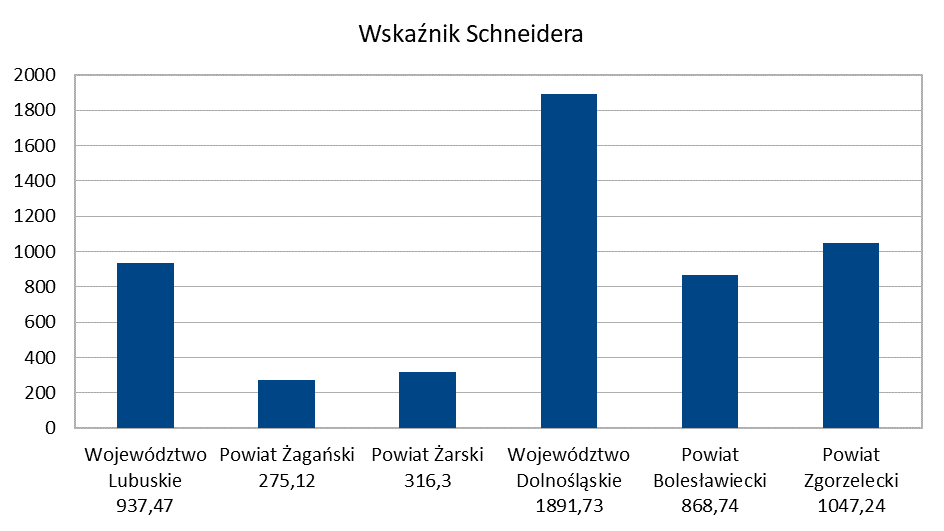 Wskaźnik Schneidera
2000
1800
1600
1400
1200
1000
800
600
400
200
0
Województwo
Lubuskie
937,47
Powiat Żagański
275,12
Powiat Żarski
316,3
Województwo
Dolnośląskie
1891,73
Powiat
Bolesławiecki
868,74
Powiat
Zgorzelecki
1047,24